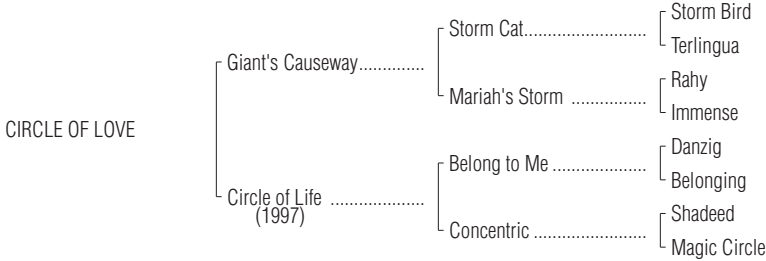 Storm Bird
Storm Cat........................
Terlingua
Giant's Causeway.............
Rahy
Mariah's Storm ................
Immense
CIRCLE OF LOVE
Danzig
Belong to Me ...................
Belonging
Circle of Life ...................
(1997)
Shadeed
Concentric .......................
Magic Circle